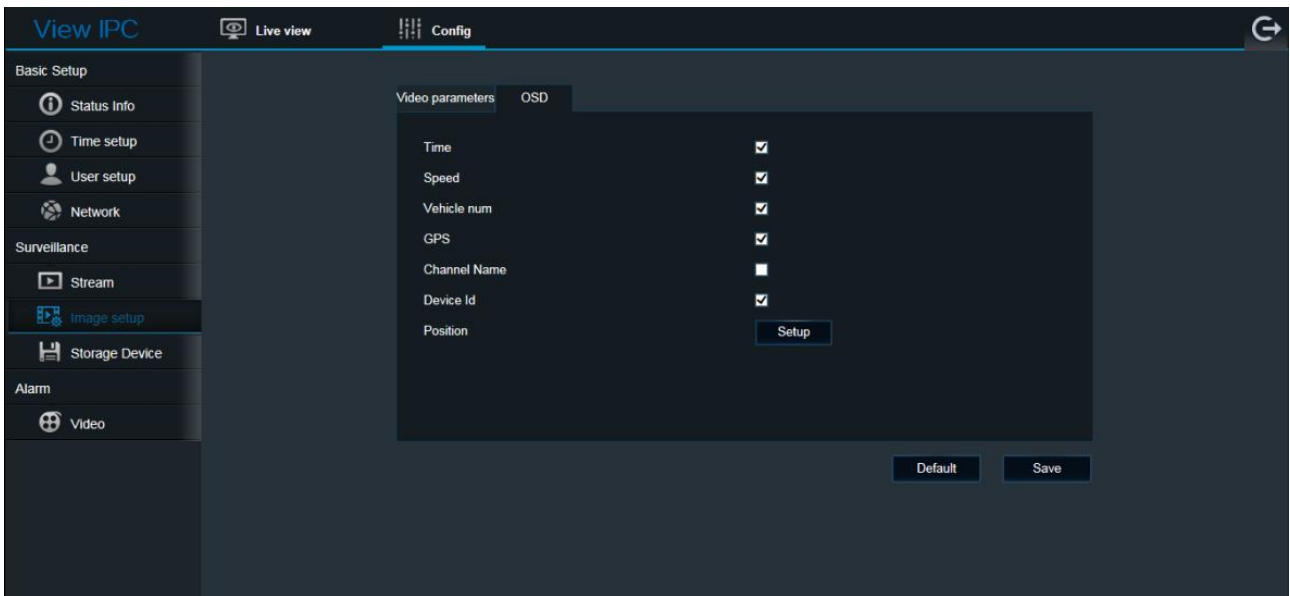 View IPC
Live view
Config
Basic Setup
Status Info
Time setup
User setup
Network
Surveillance
Stream
Image setup
Storage Device
Alarm
Video
Video parameters
OSD
Time
Speed
Vehicle num
GPS
Channel Name
Device Id
Position
Setup
Default
Save